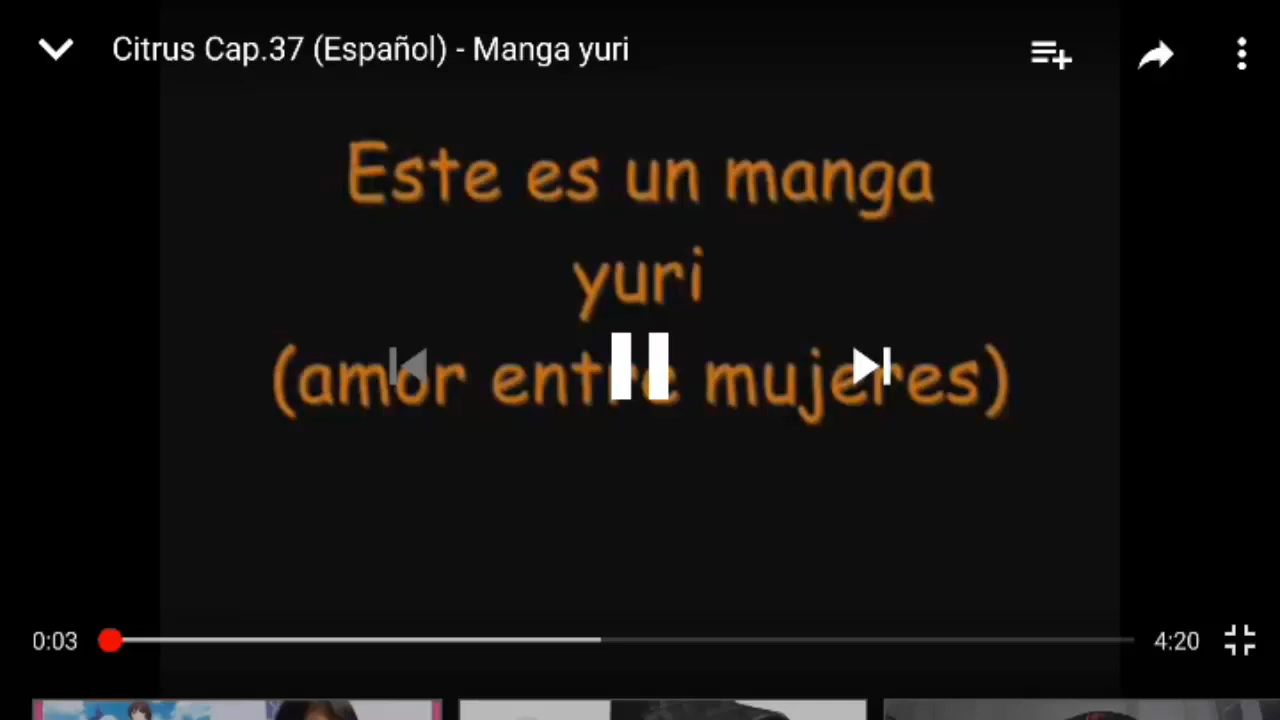 Citrus Cap.37 (Español) - Manga yuri
Este es un manga
yuri
(amor entre mujeres)
0:03
4:20